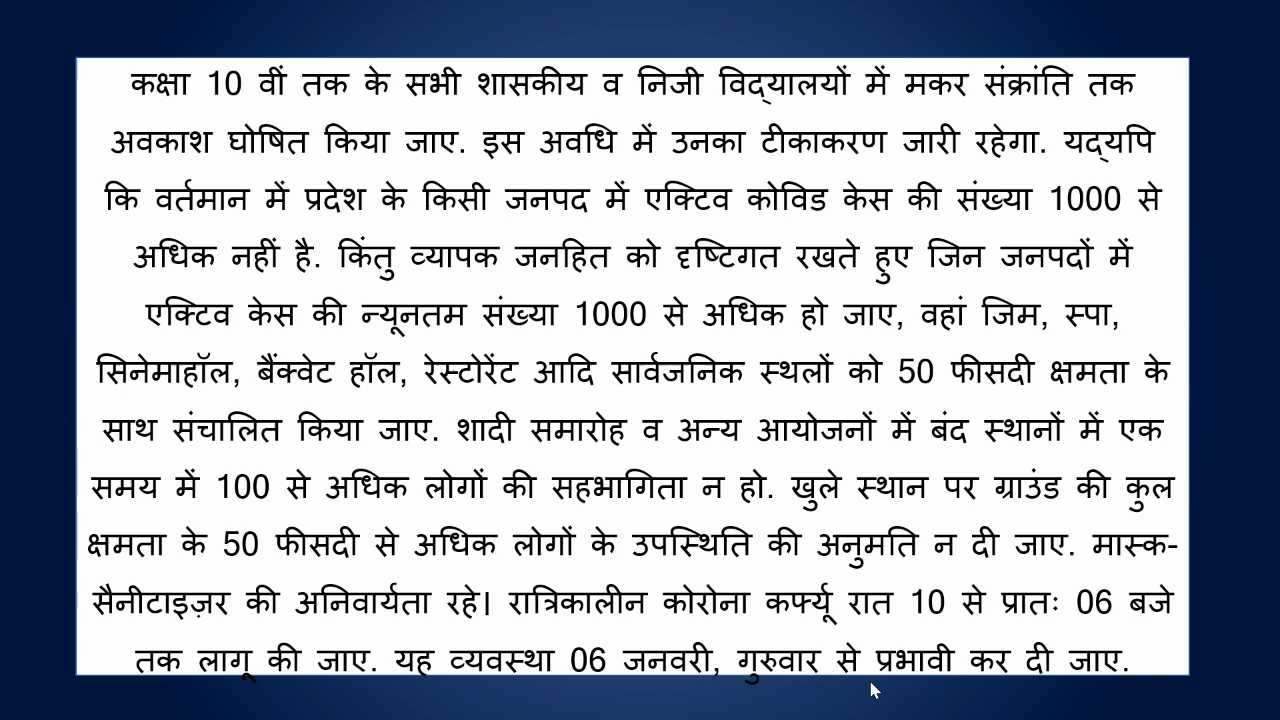 कक्षा 10 वीं तक के सभी शासकीय व निजी विद्यालयों में मकर संक्रांति तक
अवकाश घोषित किया जाए. इस अवधि में उनका टीकाकरण जारी रहेगा. यद्यपि
कि वर्तमान में प्रदेश के किसी जनपद में एक्टिव कोविड केस की संख्या 1000 से
अधिक नहीं है. किंतु व्यापक जनहित को दृष्टिगत रखते हुए जिन जनपदों में
एक्टिव केस की न्यूनतम संख्या 1000 से अधिक हो जाए, वहां जिम, स्पा,
सिनेमाहॉल, बैंक्वेट हॉल, रेस्टोरेंट आदि सार्वजनिक स्थलों को 50 फीसदी क्षमता के
साथ संचालित किया जाए. शादी समारोह व अन्य आयोजनों में बंद स्थानों में एक
समय में 100 से अधिक लोगों की सहभागिता न हो. खुले स्थान पर ग्राउंड की कुल
क्षमता के 50 फीसदी से अधिक लोगों के उपस्थिति की अनुमति न दी जाए. मास्क-
सैनीटाइज़र की अनिवार्यता रहे। रात्रिकालीन कोरोना कर्फ्यू रात 10 से प्रातः 06 बजे
तक लागू की जाए. यह व्यवस्था 06 जनवरी, गुरुवार से प्रभावी कर दी जाए.